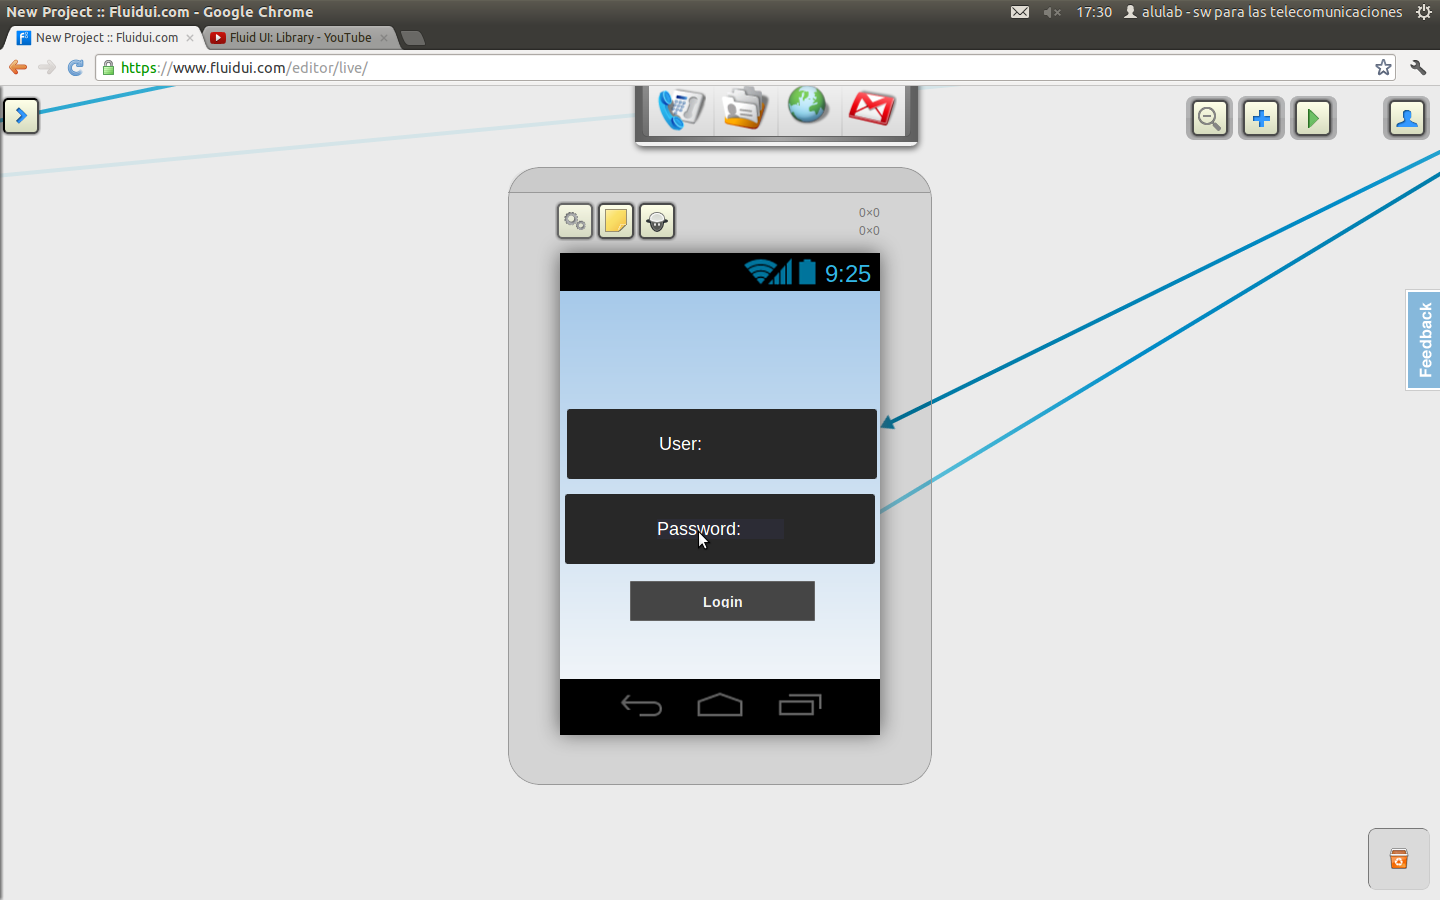 New Project :: Fluidui.com - Google Chrome
17:30
alulab - sw para las telecomunicaciones
New Project :: Fluidui.com
Fluid UI: Library - YouTube
https://www.fluidui.com/editor/live/
0×0
0×0
9:25
Feedback
User:
Password:
Login